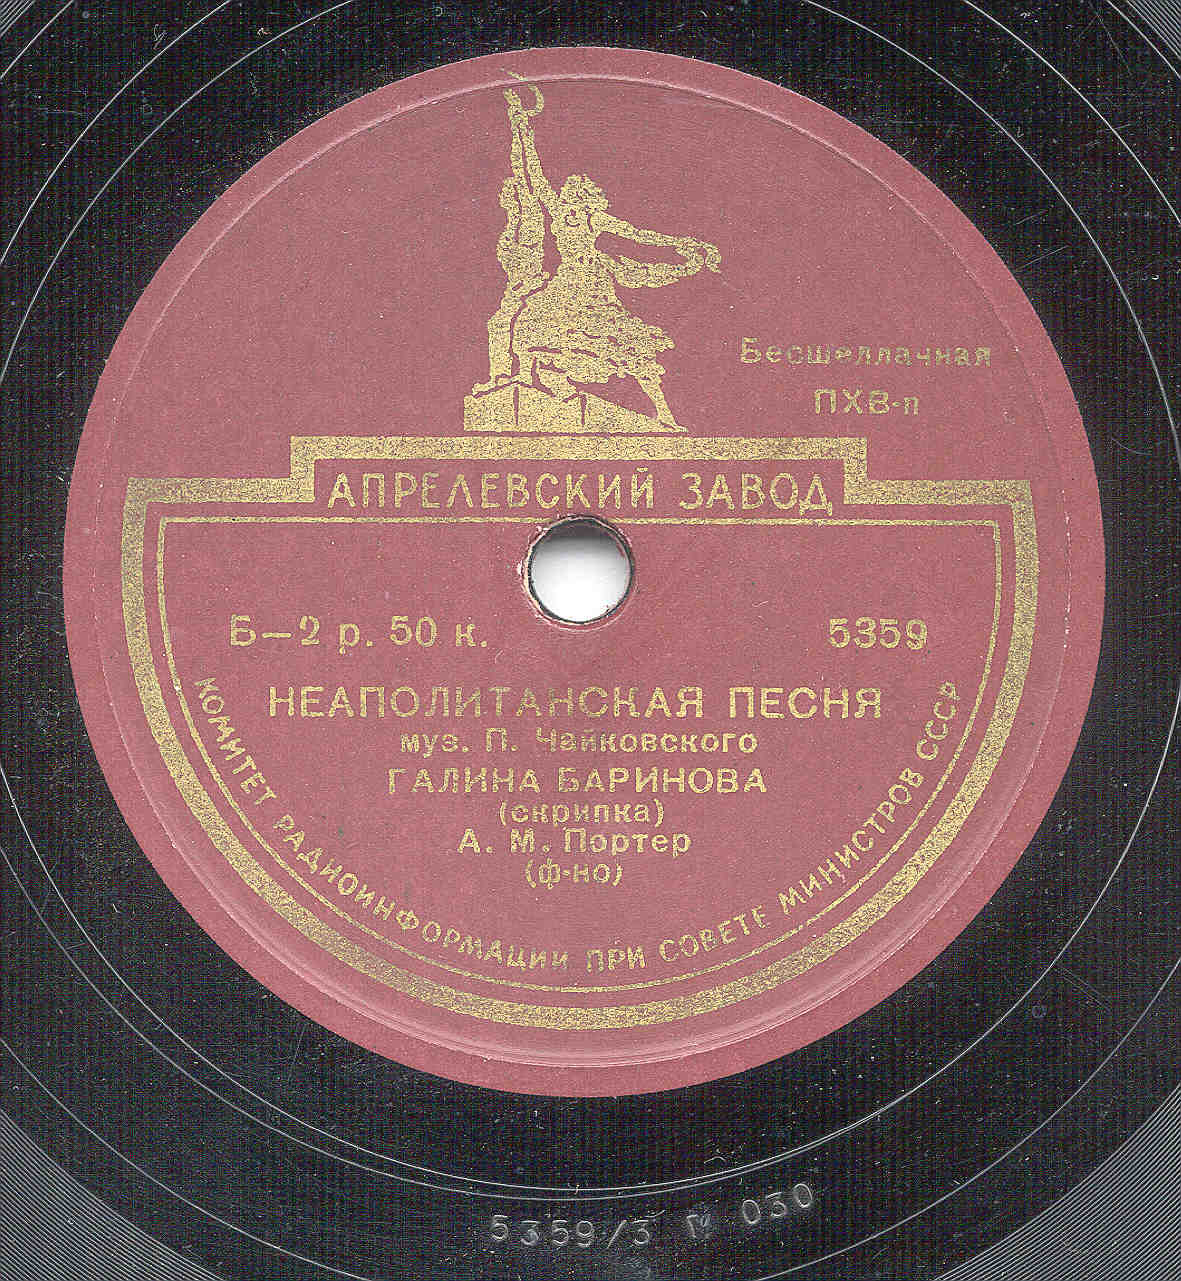 Бесшеллачная
ПХВ-п
АПРЕЛЕВСКИЙ ЗАВОД
Б—2 р. 50 к.
5359
НЕАПОЛИТАНСКАЯ ПЕСНЯ
муз. П. Чайковского
ГАЛИНА БАРИНОВА
(скрипка)
А. М. Портер
(ф-но)
КОМИТЕТ РАДИОИНФОРМАЦИИ ПРИ СОВЕТЕ МИНИСТРОВ СССР
5359/3 030